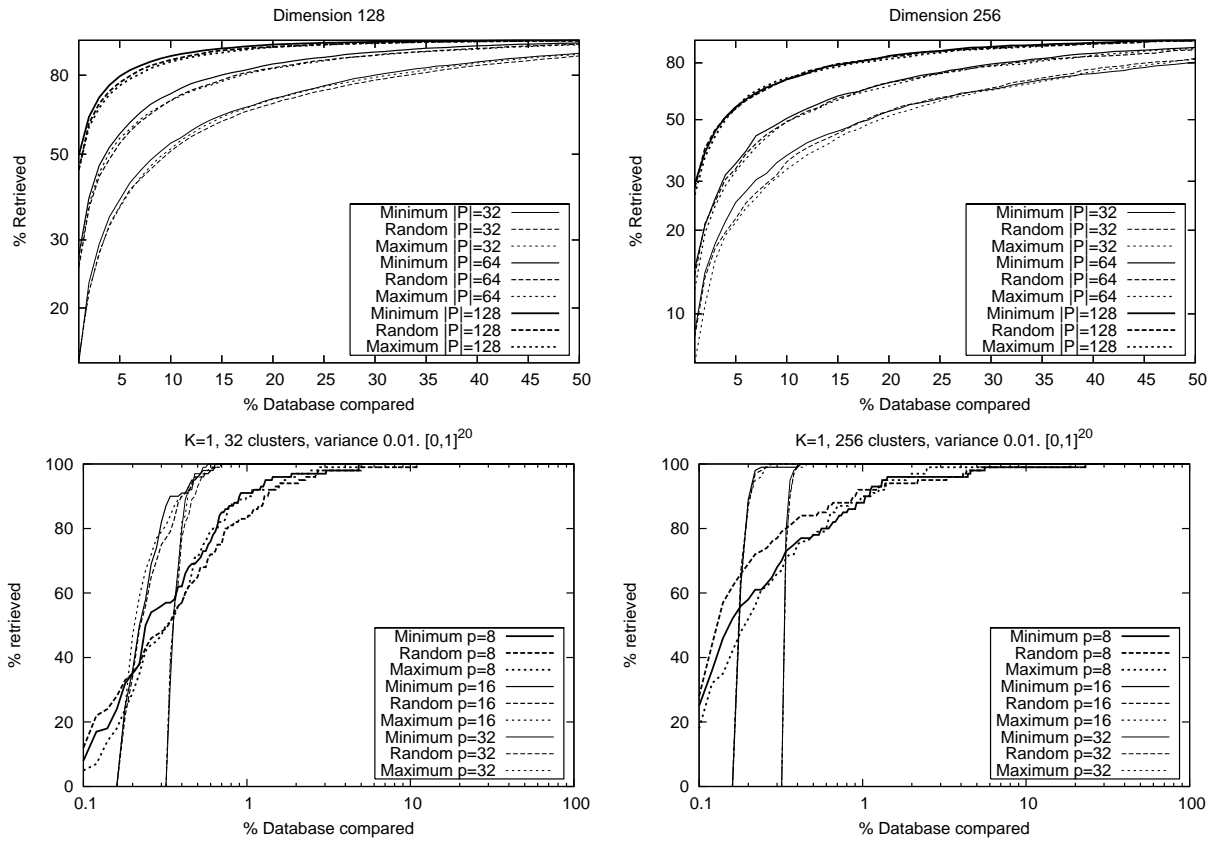 Dimension 128
% Retrieved
80
50
30
20
Minimum |P|=32
Random |P|=32
Maximum |P|=32
Minimum |P|=64
Random |P|=64
Maximum |P|=64
Minimum |P|=128
Random |P|=128
Maximum |P|=128
5 10 15 20 25 30 35 40 45 50
% Database compared
Dimension 256
% Retrieved
80
50
30
20
10
Minimum |P|=32
Random |P|=32
Maximum |P|=32
Minimum |P|=64
Random |P|=64
Maximum |P|=64
Minimum |P|=128
Random |P|=128
Maximum |P|=128
5 10 15 20 25 30 35 40 45 50
% Database compared
K=1, 32 clusters, variance 0.01. [0,1]²⁰
% retrieved
100
80
60
40
20
0
Minimum p=8
Random p=8
Maximum p=8
Minimum p=16
Random p=16
Maximum p=16
Minimum p=32
Random p=32
Maximum p=32
0.1 1 10 100
% Database compared
K=1, 256 clusters, variance 0.01. [0,1]²⁰
% retrieved
100
80
60
40
20
0
Minimum p=8
Random p=8
Maximum p=8
Minimum p=16
Random p=16
Maximum p=16
Minimum p=32
Random p=32
Maximum p=32
0.1 1 10 100
% Database compared